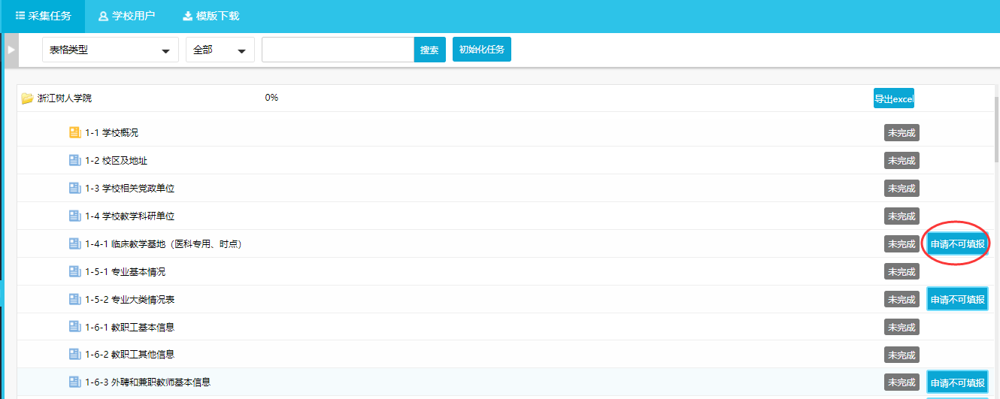 采集任务 学校用户 模版下载
表格类型 全部 搜索 初始化任务
浙江树人学院 0% 导出excel
1-1 学校概况 未完成
1-2 校区及地址 未完成
1-3 学校相关党政单位 未完成
1-4 学校教学科研单位 未完成
1-4-1 临床教学基地（医科专用、时点） 未完成 申请不可填报
1-5-1 专业基本情况 未完成
1-5-2 专业大类情况表 未完成 申请不可填报
1-6-1 教职工基本信息 未完成
1-6-2 教职工其他信息 未完成
1-6-3 外聘和兼职教师基本信息 未完成 申请不可填报